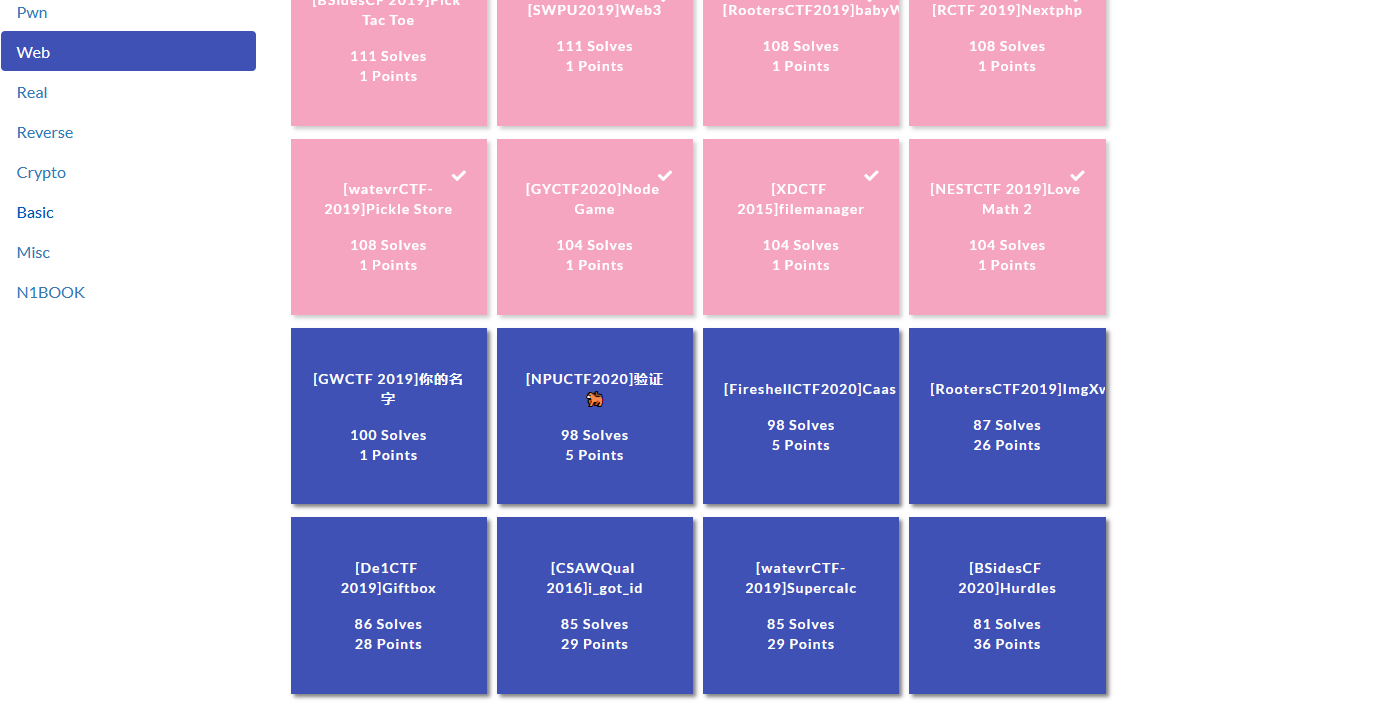 Pwn
Web
Real
Reverse
Crypto
Basic
Misc
N1BOOK
[BSidesCF 2019]Pick
Tac Toe
111 Solves
1 Points
[SWPU2019]Web3
111 Solves
1 Points
[RootersCTF2019]babyW
108 Solves
1 Points
[RCTF 2019]Nextphp
108 Solves
1 Points
[watevrCTF-
2019]Pickle Store
108 Solves
1 Points
[GYCTF2020]Node
Game
104 Solves
1 Points
[XDCTF
2015]filemanager
104 Solves
1 Points
[NESTCTF 2019]Love
Math 2
104 Solves
1 Points
[GWCTF 2019]你的名
字
100 Solves
1 Points
[NPUCTF2020]验证
🐎
98 Solves
5 Points
[FireshellCTF2020]Caas
98 Solves
5 Points
[RootersCTF2019]ImgXw
87 Solves
26 Points
[De1CTF
2019]Giftbox
86 Solves
28 Points
[CSAWQual
2016]i_got_id
85 Solves
29 Points
[watevrCTF-
2019]Supercalc
85 Solves
29 Points
[BSidesCF
2020]Hurdles
81 Solves
36 Points